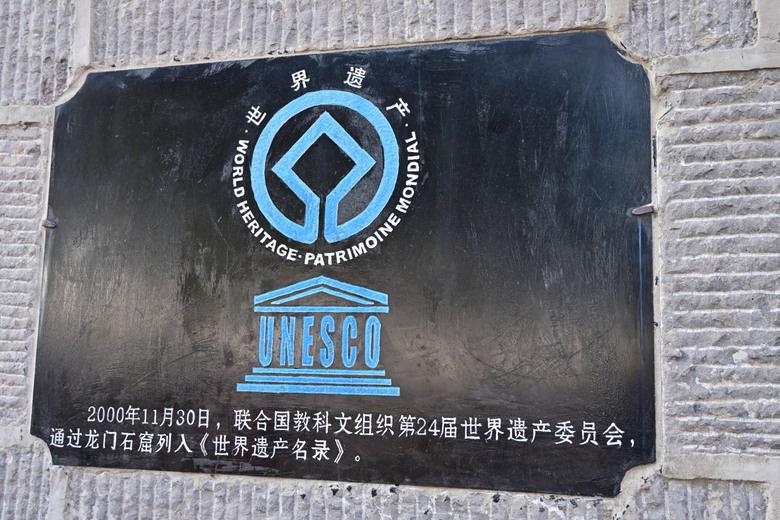 世界遗产
·WORLD HERITAGE·PATRIMOINE MONDIAL·
UNESCO
2000年11月30日，联合国教科文组织第24届世界遗产委员会，
通过龙门石窟列入《世界遗产名录》。